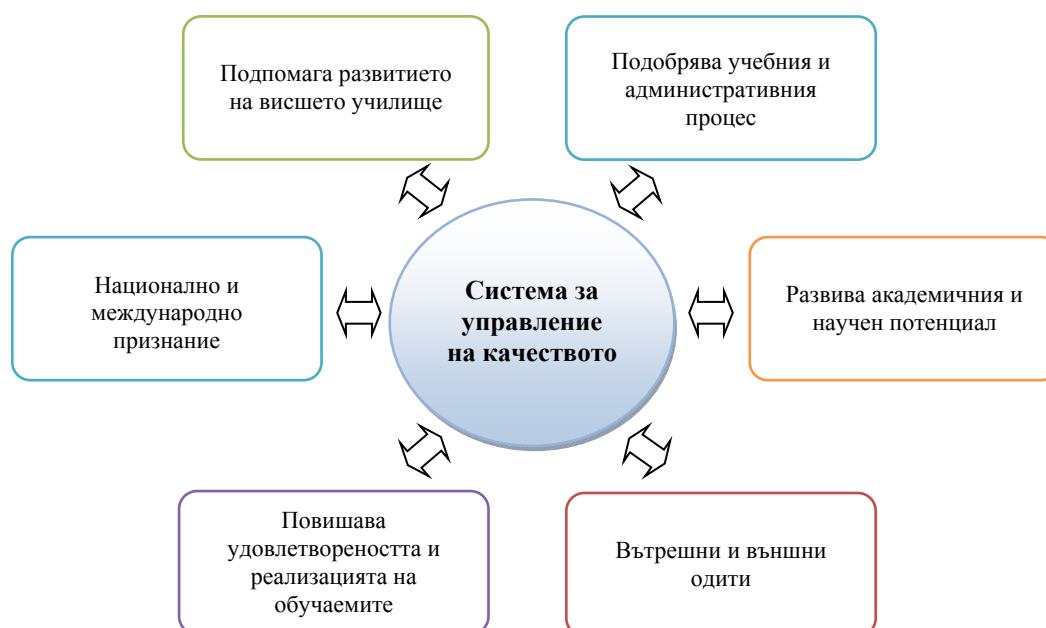 Подпомага развитието
на висшето училище
Подобрява учебния и
административния
процес
Национално и
международно
признание
Система за
управление
на качеството
Развива академичния и
научен потенциал
Повишава
удовлетвореността и
реализацията на
обучаемите
Вътрешни и външни
одити